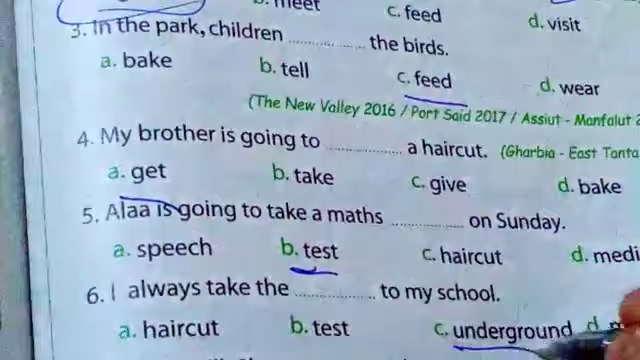 b. meet c. feed d. visit
3. In the park, children ............... the birds.
a. bake b. tell c. feed d. wear
(The New Valley 2016 / Port Said 2017 / Assiut - Manfalut
4. My brother is going to ............... a haircut. (Gharbia - East Tanta
a. get b. take c. give d. bake
5. Alaa is going to take a maths ............... on Sunday.
a. speech b. test c. haircut d. medi
6. I always take the ............... to my school.
a. haircut b. test c. underground d.